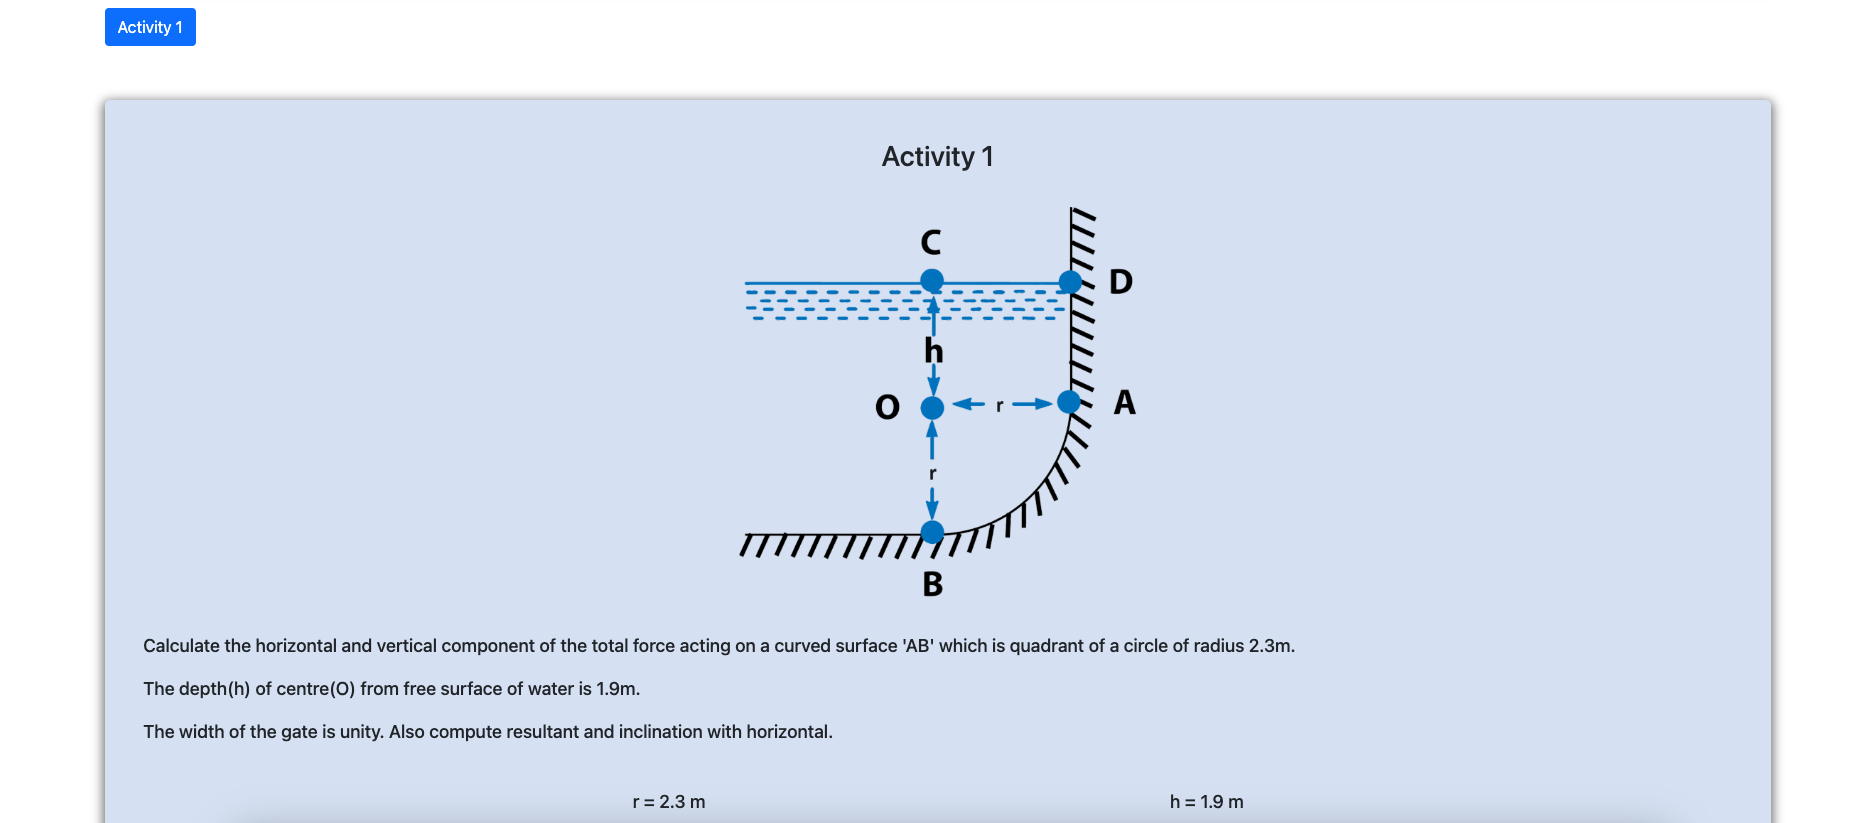 Activity 1
Activity 1
C
D
h
O
r
A
r
B
Calculate the horizontal and vertical component of the total force acting on a curved surface 'AB' which is quadrant of a circle of radius 2.3m.
The depth(h) of centre(O) from free surface of water is 1.9m.
The width of the gate is unity. Also compute resultant and inclination with horizontal.
r = 2.3 m
h = 1.9 m